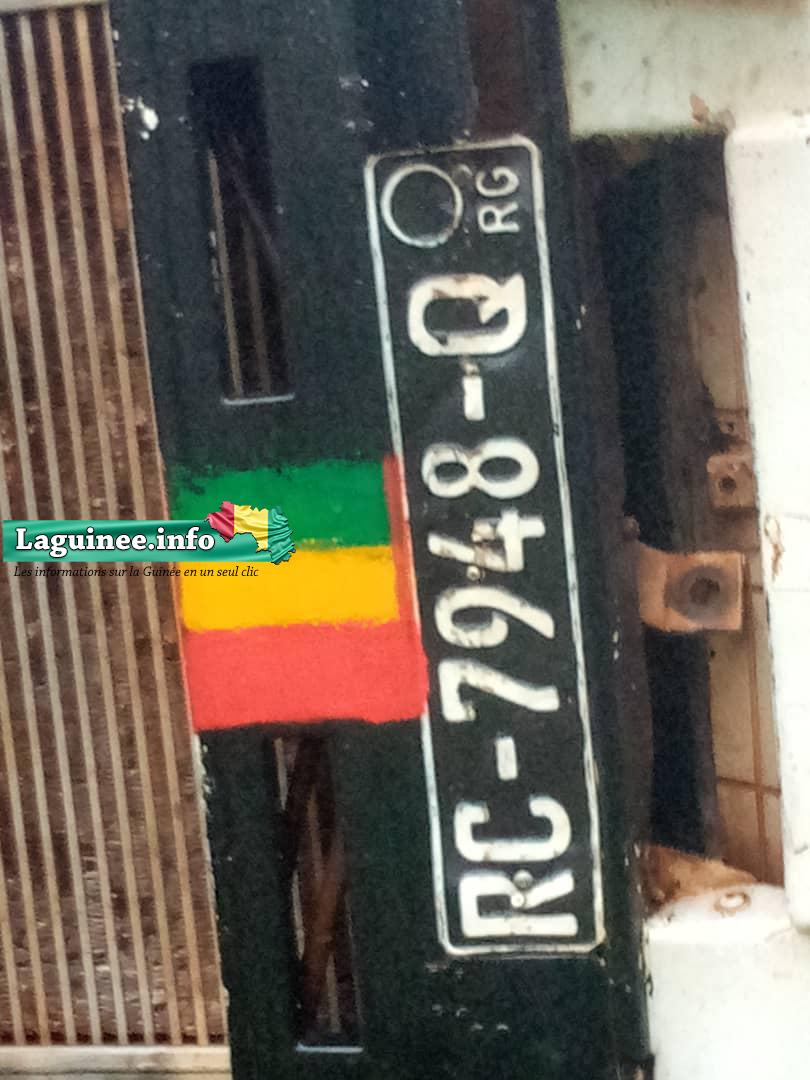 RC-7948-Q
RG
Laguinee.info
Les informations sur la Guinée en un seul clic